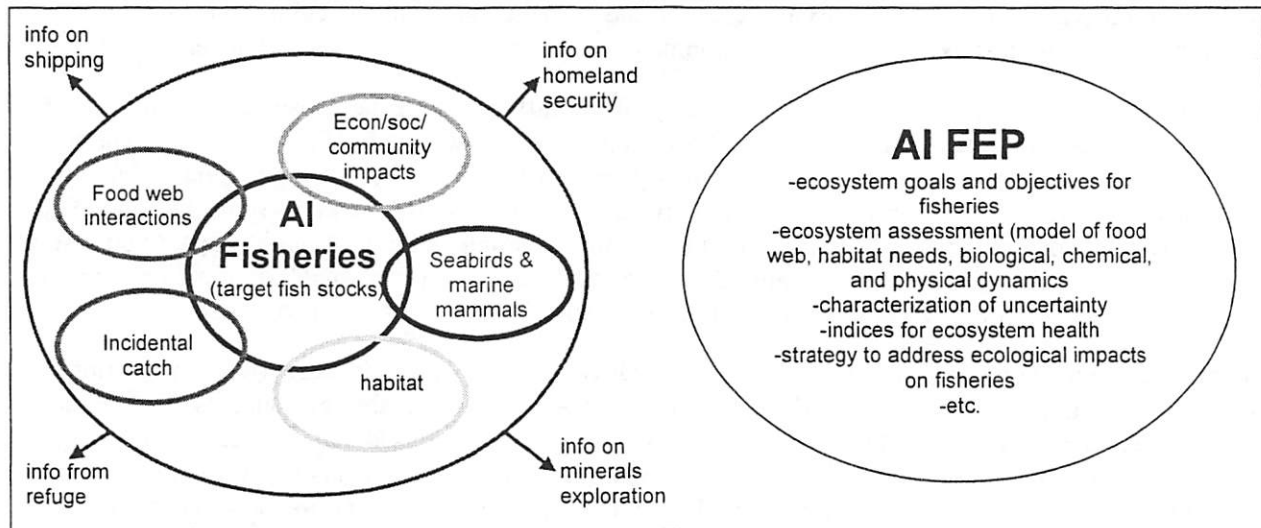 info on
shipping
info on
homeland
security
Econ/soc/
community
impacts
Food web
interactions
AI
Fisheries
(target fish stocks)
Seabirds &
marine
mammals
Incidental
catch
habitat
info from
refuge
info on
minerals
exploration
AI FEP
-ecosystem goals and objectives for
fisheries
-ecosystem assessment (model of food
web, habitat needs, biological, chemical,
and physical dynamics
-characterization of uncertainty
-indices for ecosystem health
-strategy to address ecological impacts
on fisheries
-etc.